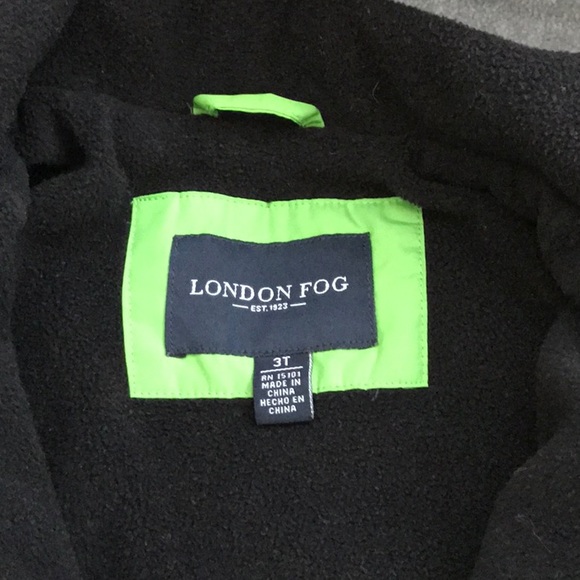 LONDON FOG
EST. 1923
3T
RN 15101
MADE IN
CHINA
HECHO EN
CHINA